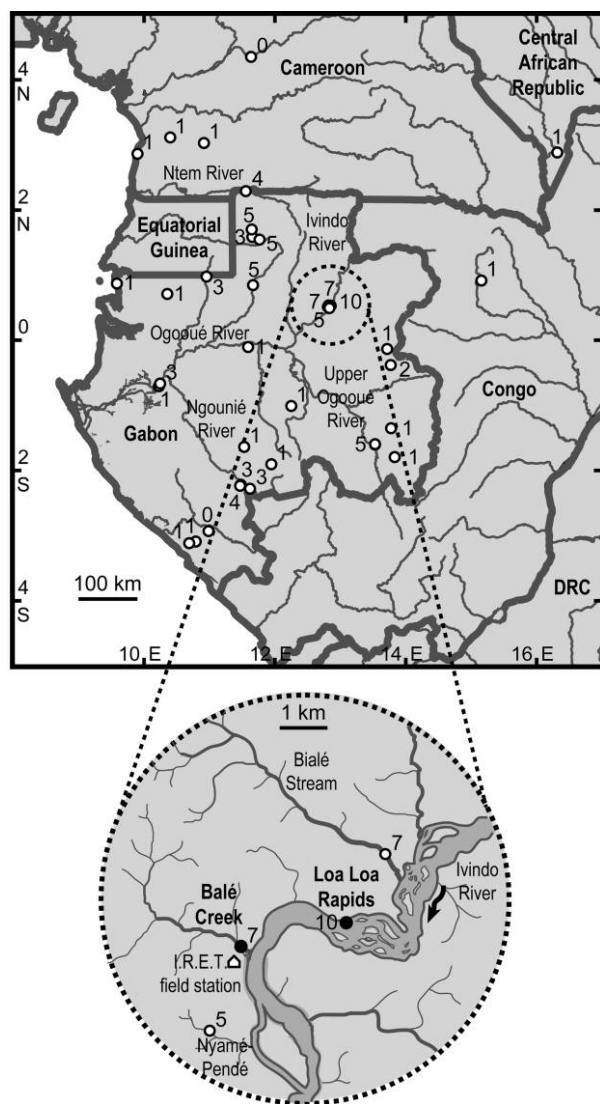 0
4
N
Cameroon
Central
African
Republic
1
1
1
1
Ntem River
4
2
N
Equatorial
Guinea
5
3
5
Ivindo
River
1
1
3
5
7
7
10
5
1
0
Ogooué River
1
1
2
3
1
Upper
Ogooué
River
Congo
Gabon
Ngounié
River
1
1
1
5
1
2
S
3
3
1
4
0
1
1
100 km
DRC
4
S
10 E
12 E
14 E
16 E
1 km
Bialé
Stream
7
Loa Loa
Rapids
Ivindo
River
Balé
Creek
10
7
I.R.E.T.
field station
5
Nyamé-
Pendé